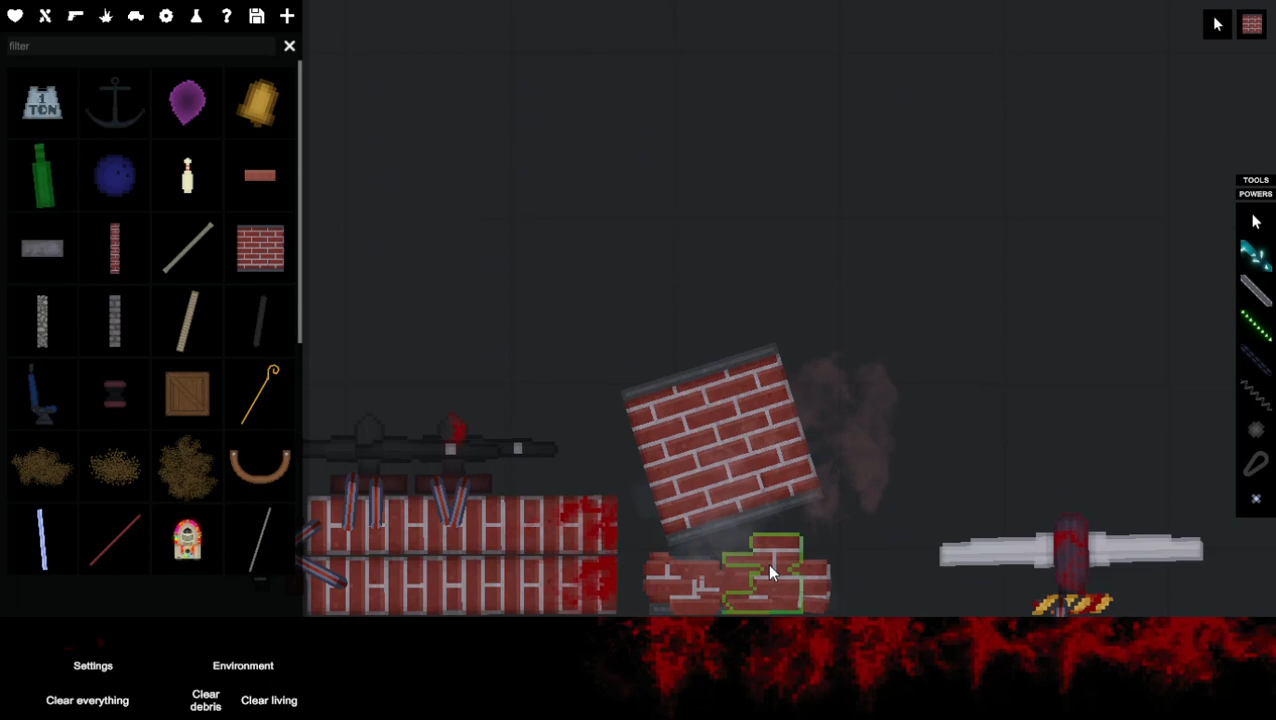 filter
1
TON
TOOLS
POWERS
Settings
Environment
Clear everything
Clear
debris
Clear living